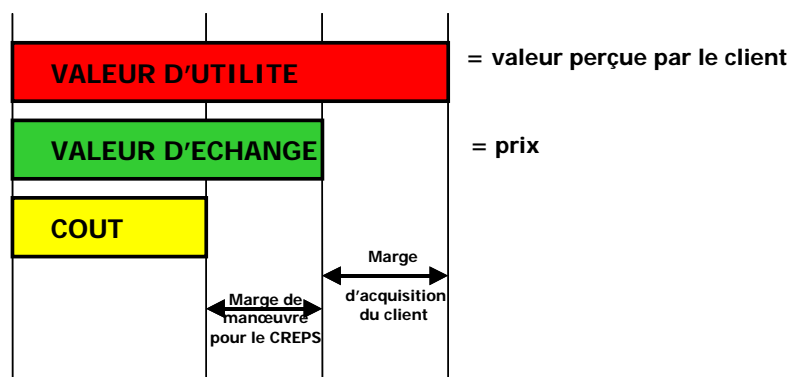 VALEUR D'UTILITE
= valeur perçue par le client
VALEUR D'ECHANGE
= prix
COUT
Marge
d'acquisition
du client
Marge de
manœuvre
pour le CREPS